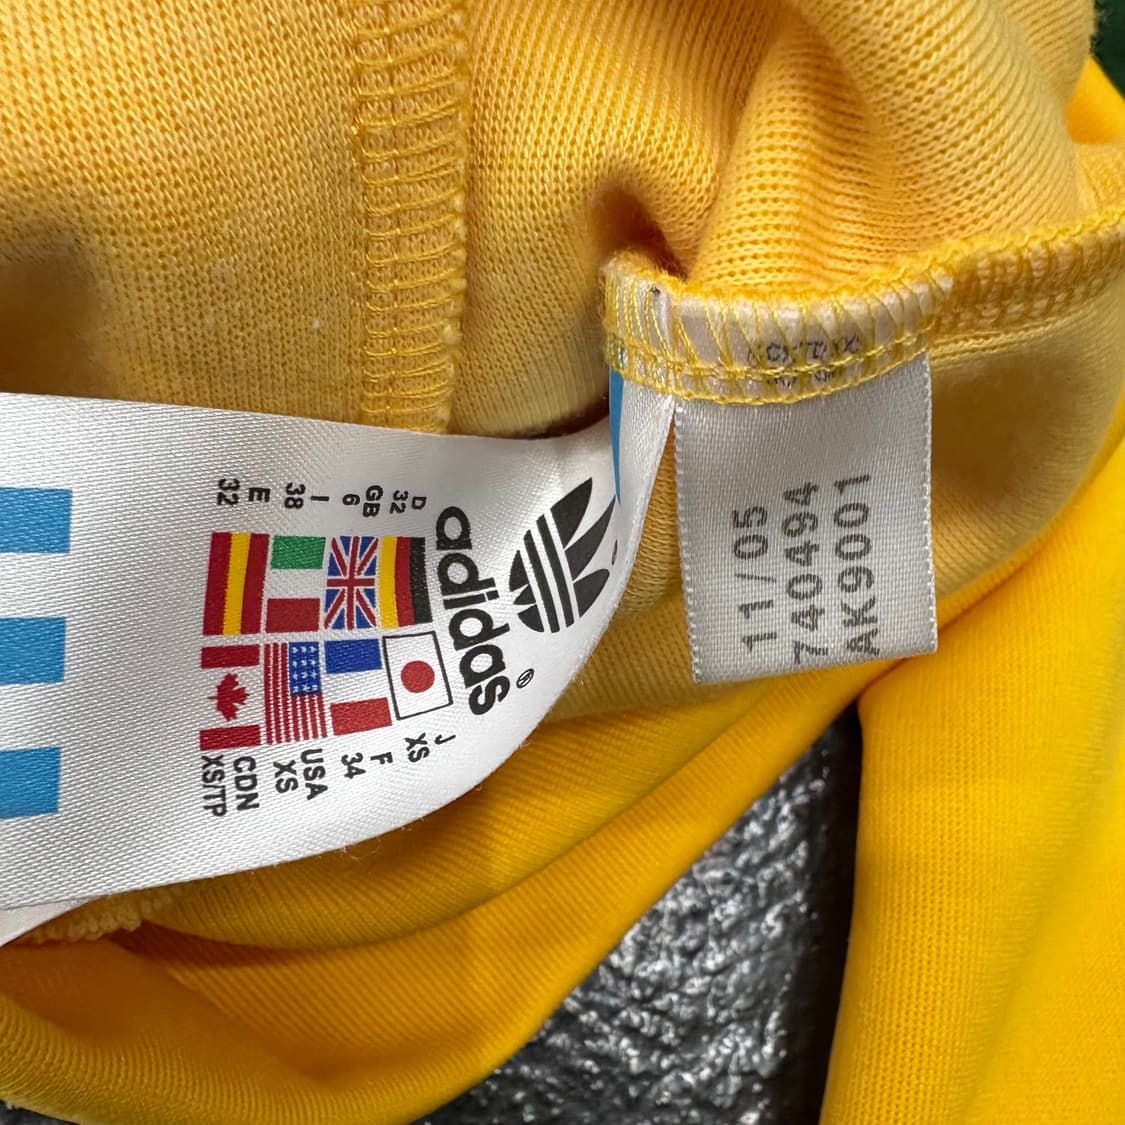 adidas®
D
32
GB
6
I
38
E
32
J
XS
F
34
USA
XS
CDN
XS/TP
11/05
740494
AK9001